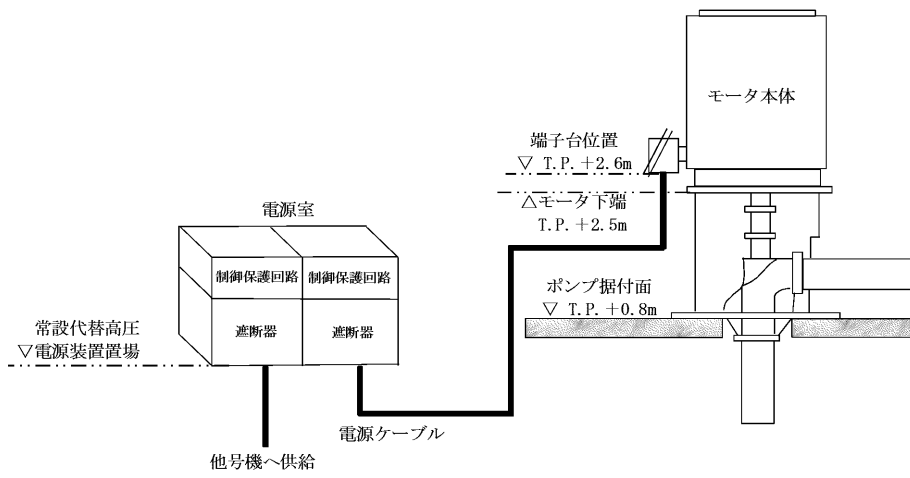 モータ本体
端子台位置
▽ T.P.+2.6m
△モータ下端
T.P.+2.5m
電源室
制御保護回路
制御保護回路
ポンプ据付面
▽ T.P.+0.8m
遮断器
遮断器
常設代替高圧
▽電源装置置場
電源ケーブル
他号機へ供給